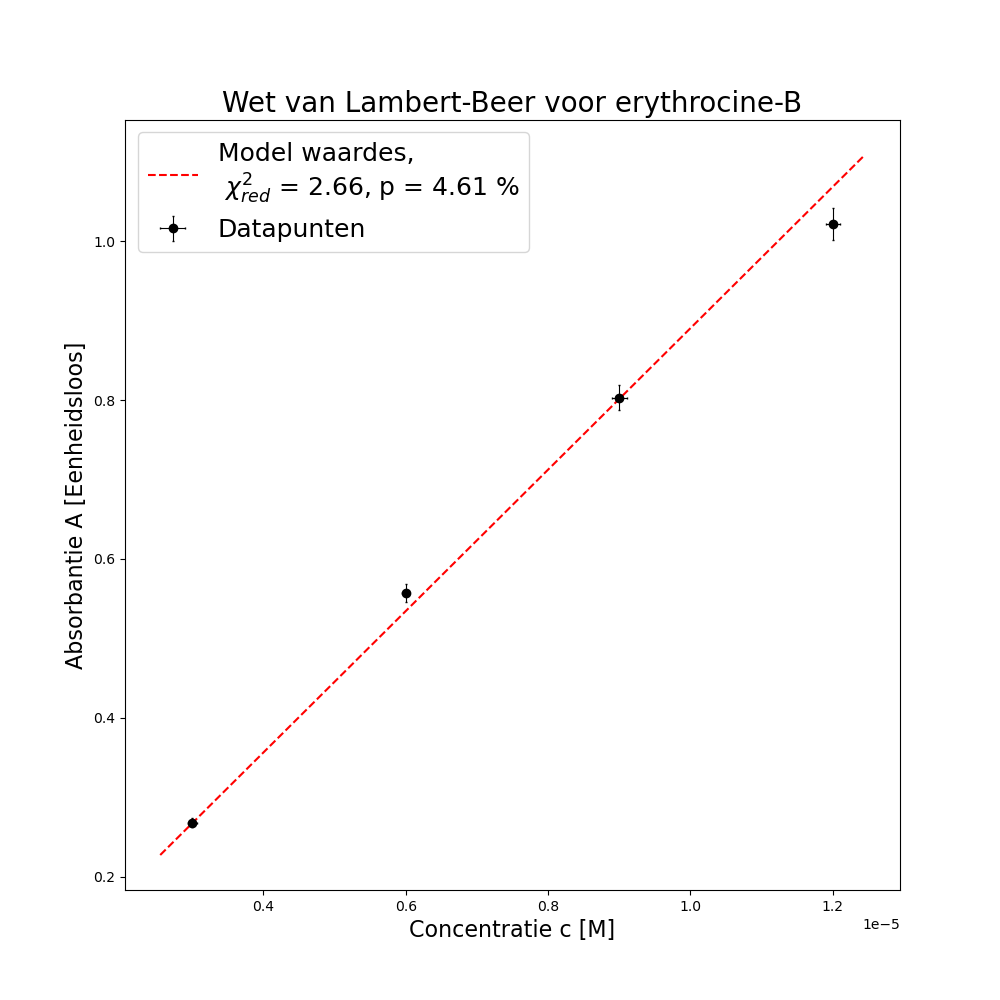 Wet van Lambert-Beer voor erythrocine-B
Model waardes,
χ²red = 2.66, p = 4.61 %
Datapunten
Absorbantie A [Eenheidsloos]
1.0
0.8
0.6
0.4
0.2
0.4 0.6 0.8 1.0 1.2
1e−5
Concentratie c [M]